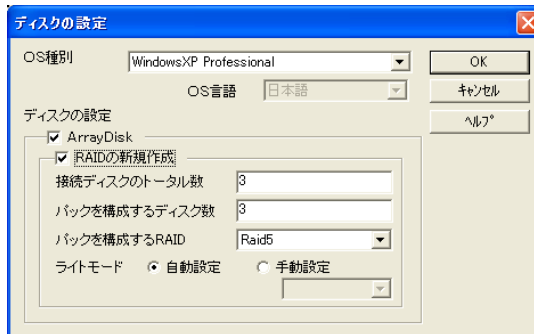 ディスクの設定
OS種別 WindowsXP Professional OK
OS言語 日本語 キャンセル
ディスクの設定 ヘルプ
ArrayDisk
RAIDの新規作成
接続ディスクのトータル数 3
パックを構成するディスク数 3
パックを構成するRAID Raid5
ライトモード 自動設定 手動設定